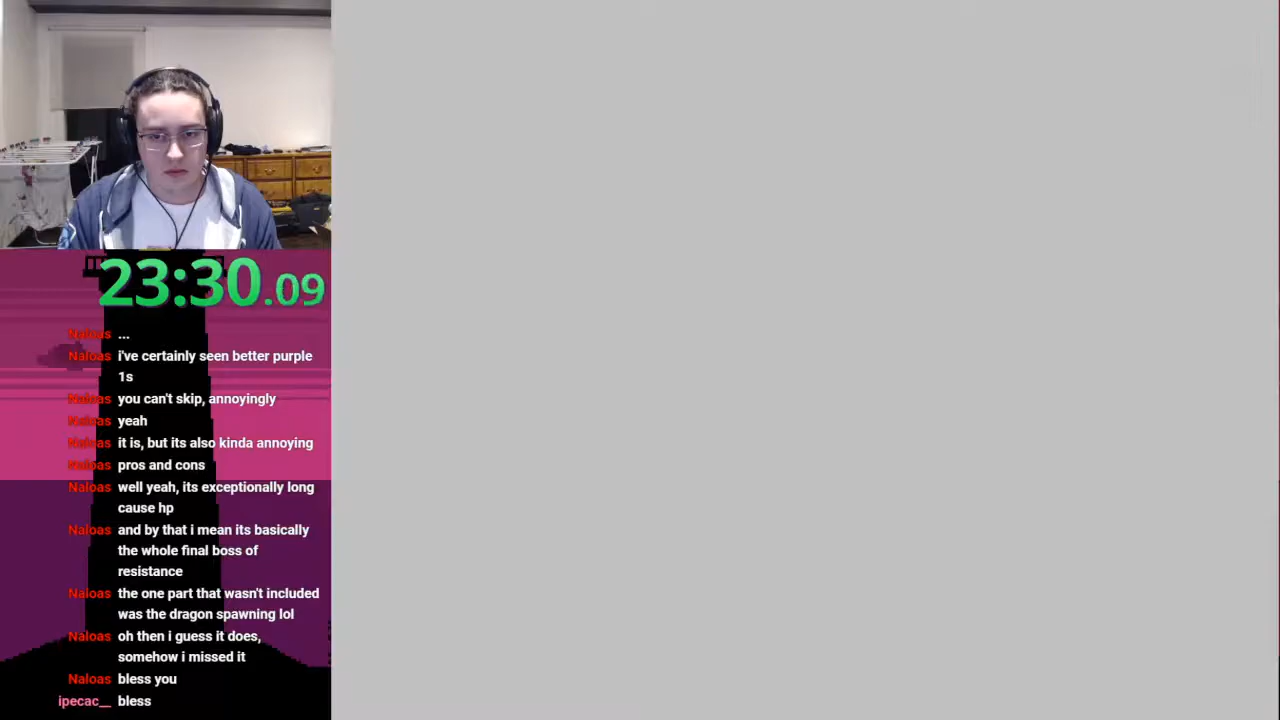 23:30.09
Naloas ...
Naloas i've certainly seen better purple
1s
Naloas you can't skip, annoyingly
Naloas yeah
Naloas it is, but its also kinda annoying
Naloas pros and cons
Naloas well yeah, its exceptionally long
cause hp
Naloas and by that i mean its basically
the whole final boss of
resistance
Naloas the one part that wasn't included
was the dragon spawning lol
Naloas oh then i guess it does,
somehow i missed it
Naloas bless you
ipecac__ bless